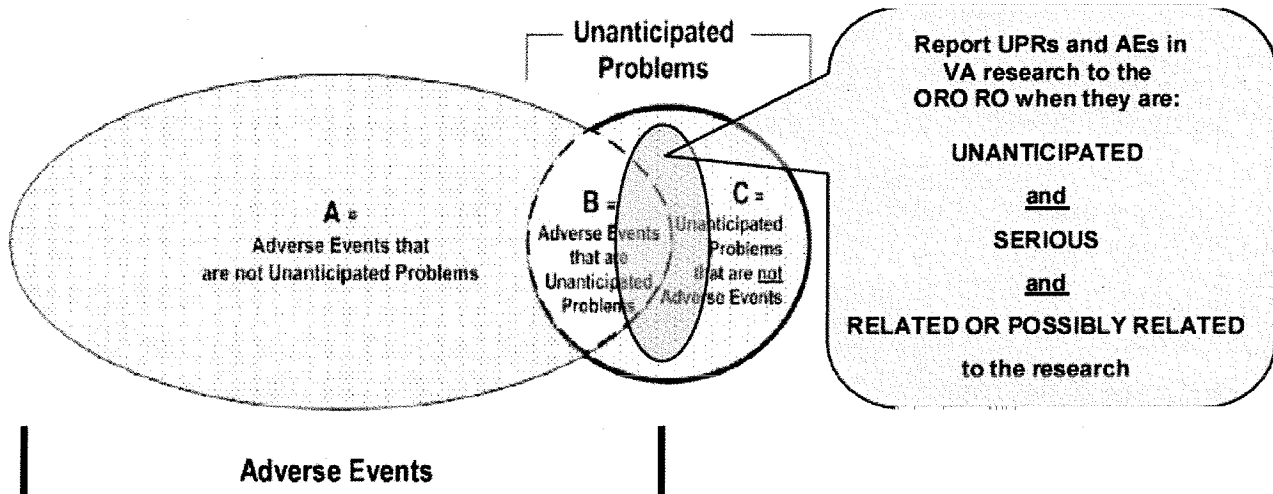 Unanticipated
Problems
Report UPRs and AEs in
VA research to the
ORO RO when they are:
UNANTICIPATED
and
SERIOUS
and
RELATED OR POSSIBLY RELATED
to the research
A =
Adverse Events that
are not Unanticipated Problems
B =
Adverse Events
that are
Unanticipated
Problems
C =
Unanticipated
Problems
that are not
Adverse Events
Adverse Events